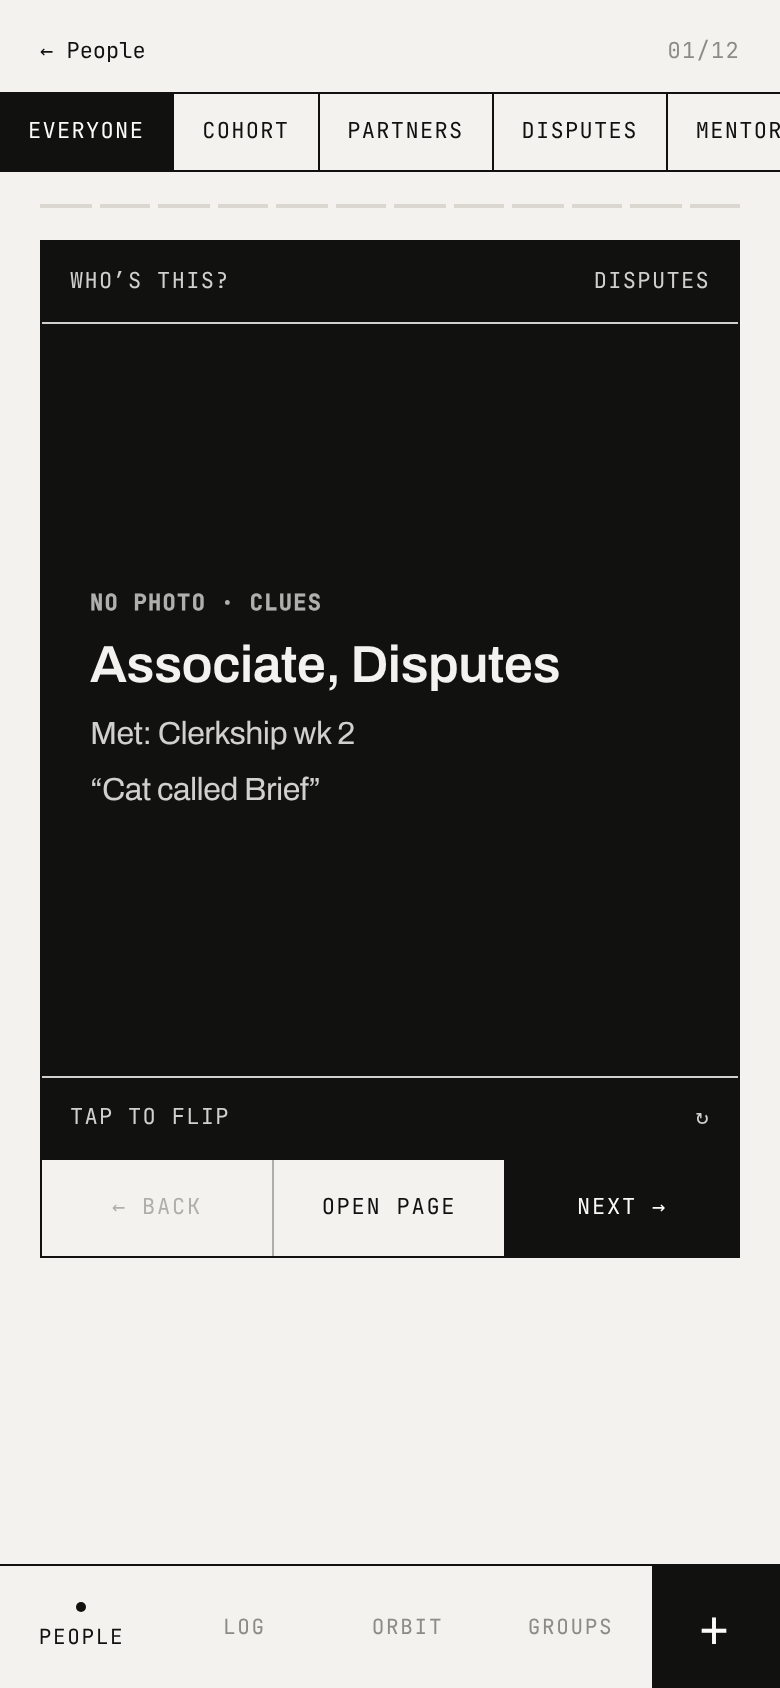 ← People
01/12
EVERYONE COHORT PARTNERS DISPUTES MENTOR
WHO’S THIS? DISPUTES
NO PHOTO · CLUES
Associate, Disputes
Met: Clerkship wk 2
“Cat called Brief”
TAP TO FLIP ↻
← BACK OPEN PAGE NEXT →
PEOPLE LOG ORBIT GROUPS +